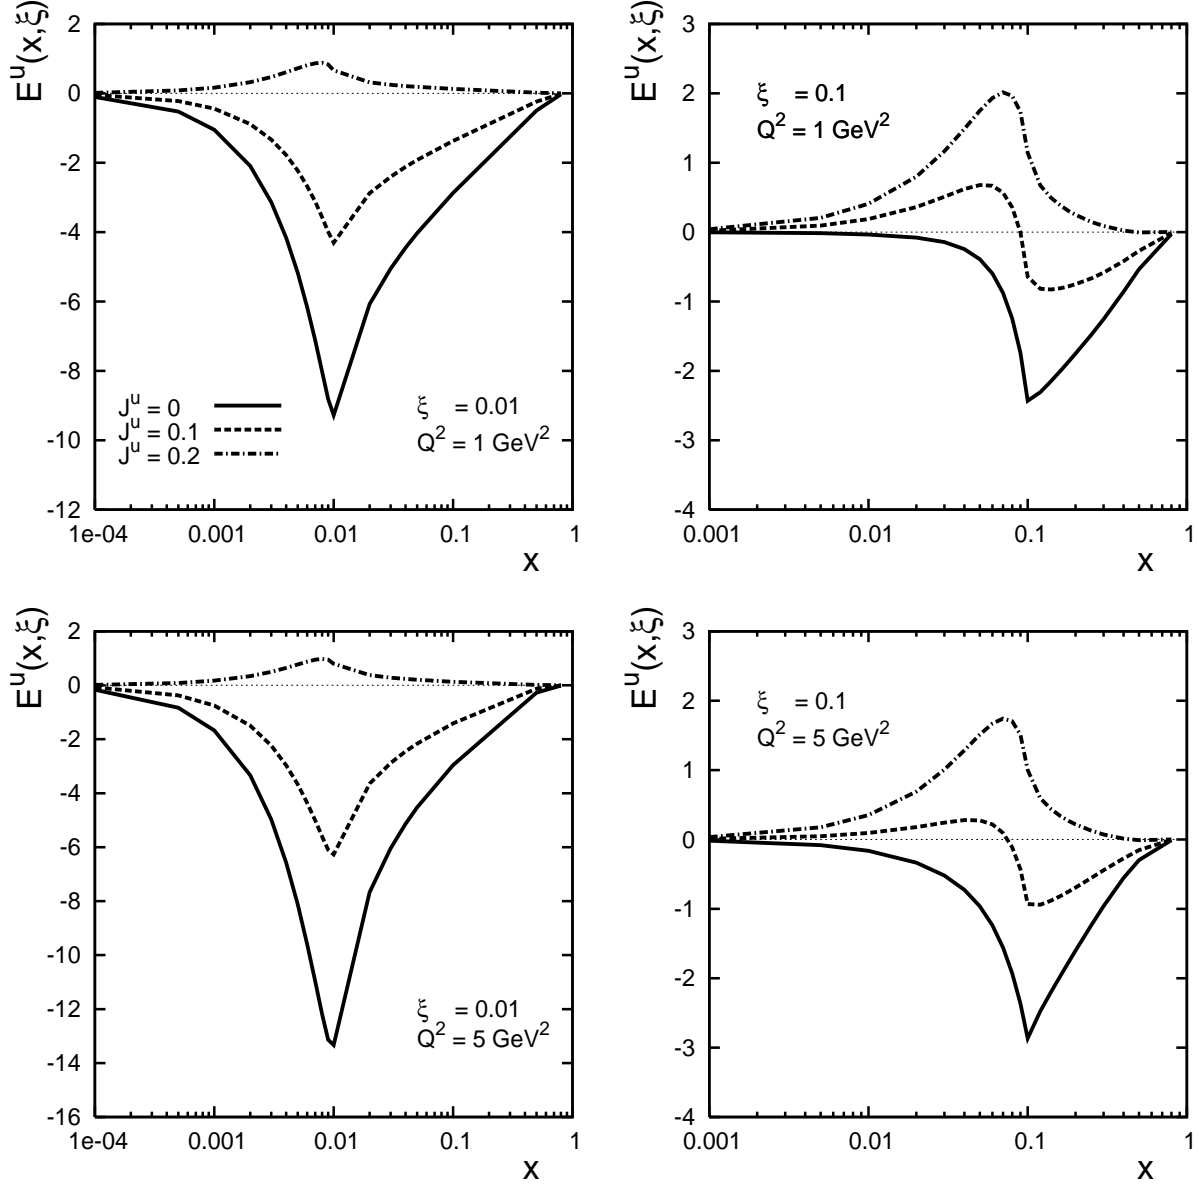 E^u(x,ξ)
2
0
-2
-4
-6
-8
-10
-12
J^u = 0
J^u = 0.1
J^u = 0.2
ξ = 0.01
Q^2 = 1 GeV^2
1e-04 0.001 0.01 0.1 1
x
E^u(x,ξ)
3
2
1
0
-1
-2
-3
-4
ξ = 0.1
Q^2 = 1 GeV^2
0.001 0.01 0.1 1
x
E^u(x,ξ)
2
0
-2
-4
-6
-8
-10
-12
-14
-16
ξ = 0.01
Q^2 = 5 GeV^2
1e-04 0.001 0.01 0.1 1
x
E^u(x,ξ)
3
2
1
0
-1
-2
-3
-4
ξ = 0.1
Q^2 = 5 GeV^2
0.001 0.01 0.1 1
x